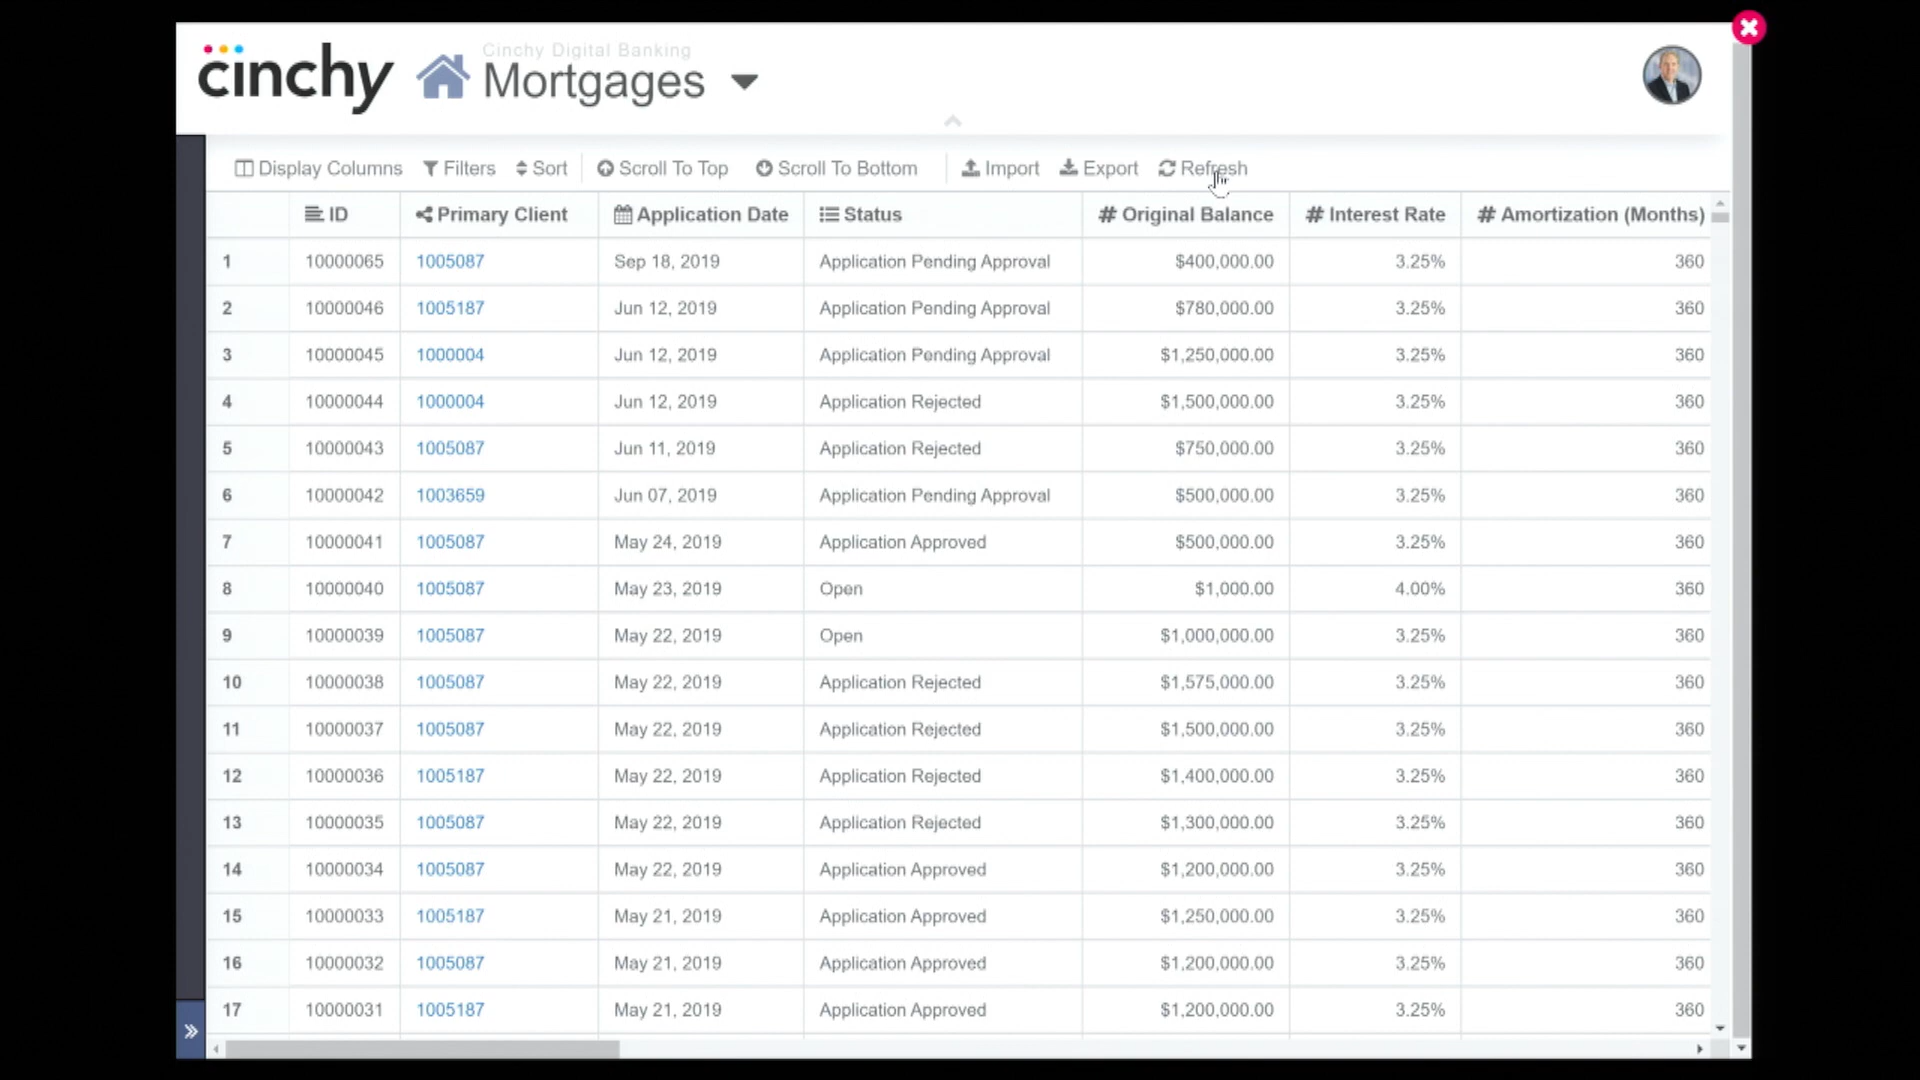 cinchy
Cinchy Digital Banking
Mortgages
Display Columns Filters Sort Scroll To Top Scroll To Bottom Import Export Refresh
ID Primary Client Application Date Status # Original Balance # Interest Rate # Amortization (Months)
1 10000065 1005087 Sep 18, 2019 Application Pending Approval $400,000.00 3.25% 360
2 10000046 1005187 Jun 12, 2019 Application Pending Approval $780,000.00 3.25% 360
3 10000045 1000004 Jun 12, 2019 Application Pending Approval $1,250,000.00 3.25% 360
4 10000044 1000004 Jun 12, 2019 Application Rejected $1,500,000.00 3.25% 360
5 10000043 1005087 Jun 11, 2019 Application Rejected $750,000.00 3.25% 360
6 10000042 1003659 Jun 07, 2019 Application Pending Approval $500,000.00 3.25% 360
7 10000041 1005087 May 24, 2019 Application Approved $500,000.00 3.25% 360
8 10000040 1005087 May 23, 2019 Open $1,000.00 4.00% 360
9 10000039 1005087 May 22, 2019 Open $1,000,000.00 3.25% 360
10 10000038 1005087 May 22, 2019 Application Rejected $1,575,000.00 3.25% 360
11 10000037 1005087 May 22, 2019 Application Rejected $1,500,000.00 3.25% 360
12 10000036 1005187 May 22, 2019 Application Rejected $1,400,000.00 3.25% 360
13 10000035 1005087 May 22, 2019 Application Rejected $1,300,000.00 3.25% 360
14 10000034 1005087 May 22, 2019 Application Approved $1,200,000.00 3.25% 360
15 10000033 1005187 May 21, 2019 Application Approved $1,250,000.00 3.25% 360
16 10000032 1005087 May 21, 2019 Application Approved $1,200,000.00 3.25% 360
17 10000031 1005187 May 21, 2019 Application Approved $1,200,000.00 3.25% 360